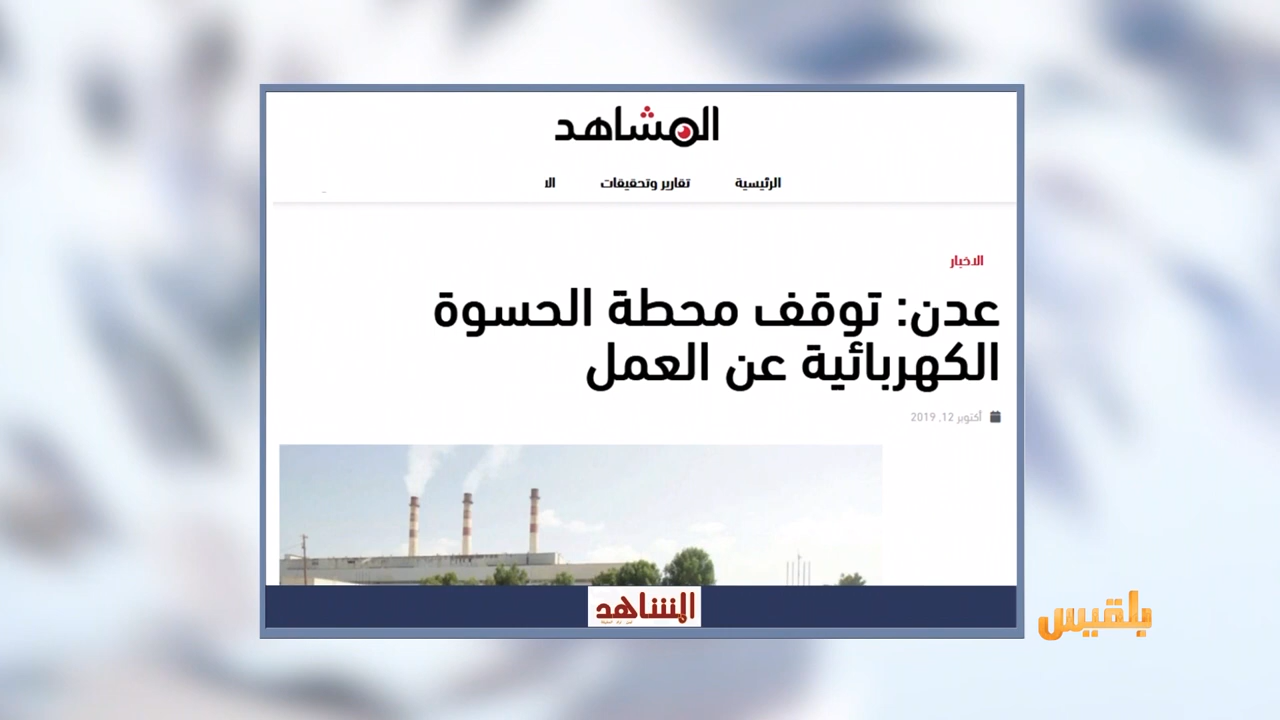 المشاهد
الرئيسية تقارير وتحقيقات الا
الاخبار
عدن: توقف محطة الحسوة
الكهربائية عن العمل
أكتوبر 12, 2019
المشاهد
بلقيس